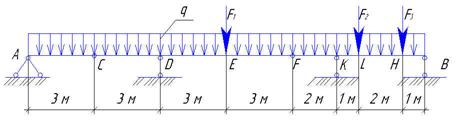 q F₁ F₂ F₃
A C D E F K L H B
3 м 3 м 3 м 3 м 2 м 1 м 2 м 1 м